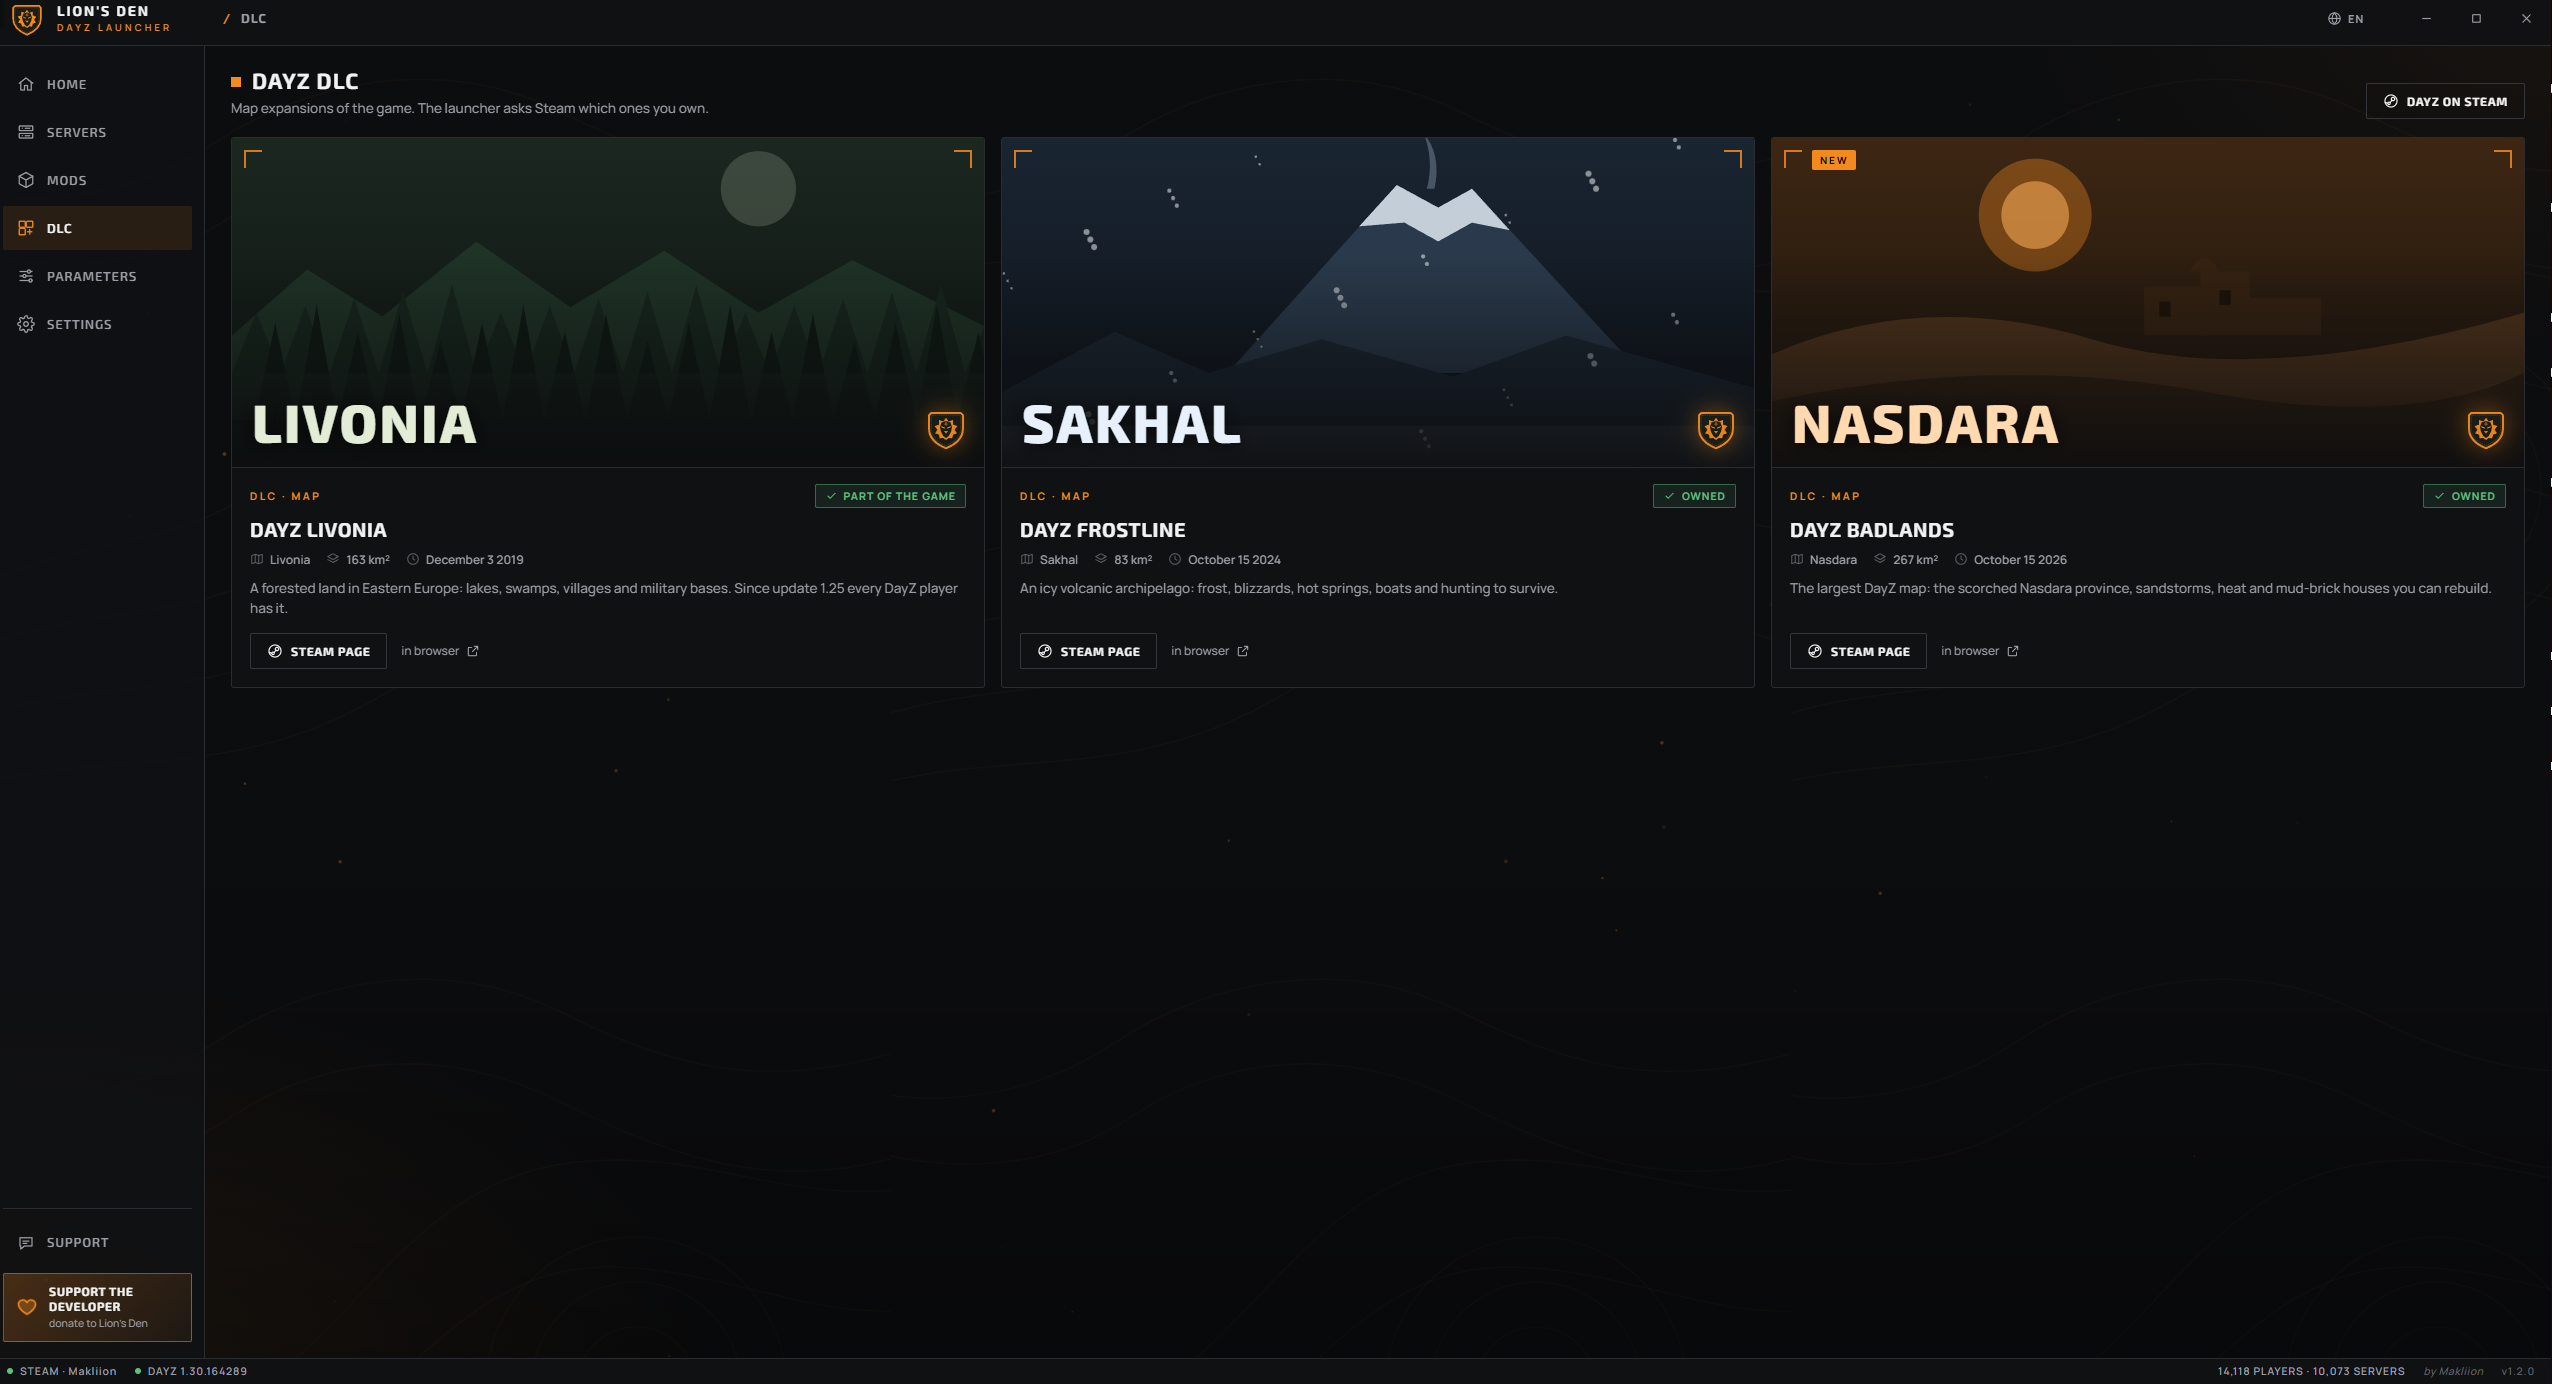 LION'S DEN
DAYZ LAUNCHER
/ DLC
EN
HOME
SERVERS
MODS
DLC
PARAMETERS
SETTINGS
DAYZ DLC
Map expansions of the game. The launcher asks Steam which ones you own.
DAYZ ON STEAM
LIVONIA
DLC · MAP
PART OF THE GAME
DAYZ LIVONIA
Livonia 163 km² December 3 2019
A forested land in Eastern Europe: lakes, swamps, villages and military bases. Since update 1.25 every DayZ player
has it.
STEAM PAGE in browser
SAKHAL
DLC · MAP
OWNED
DAYZ FROSTLINE
Sakhal 83 km² October 15 2024
An icy volcanic archipelago: frost, blizzards, hot springs, boats and hunting to survive.
STEAM PAGE in browser
NEW
NASDARA
DLC · MAP
OWNED
DAYZ BADLANDS
Nasdara 267 km² October 15 2026
The largest DayZ map: the scorched Nasdara province, sandstorms, heat and mud-brick houses you can rebuild.
STEAM PAGE in browser
SUPPORT
SUPPORT THE
DEVELOPER
donate to Lion's Den
STEAM · Makliion DAYZ 1.30.164289
14,118 PLAYERS · 10,073 SERVERS by Makliion v1.2.0